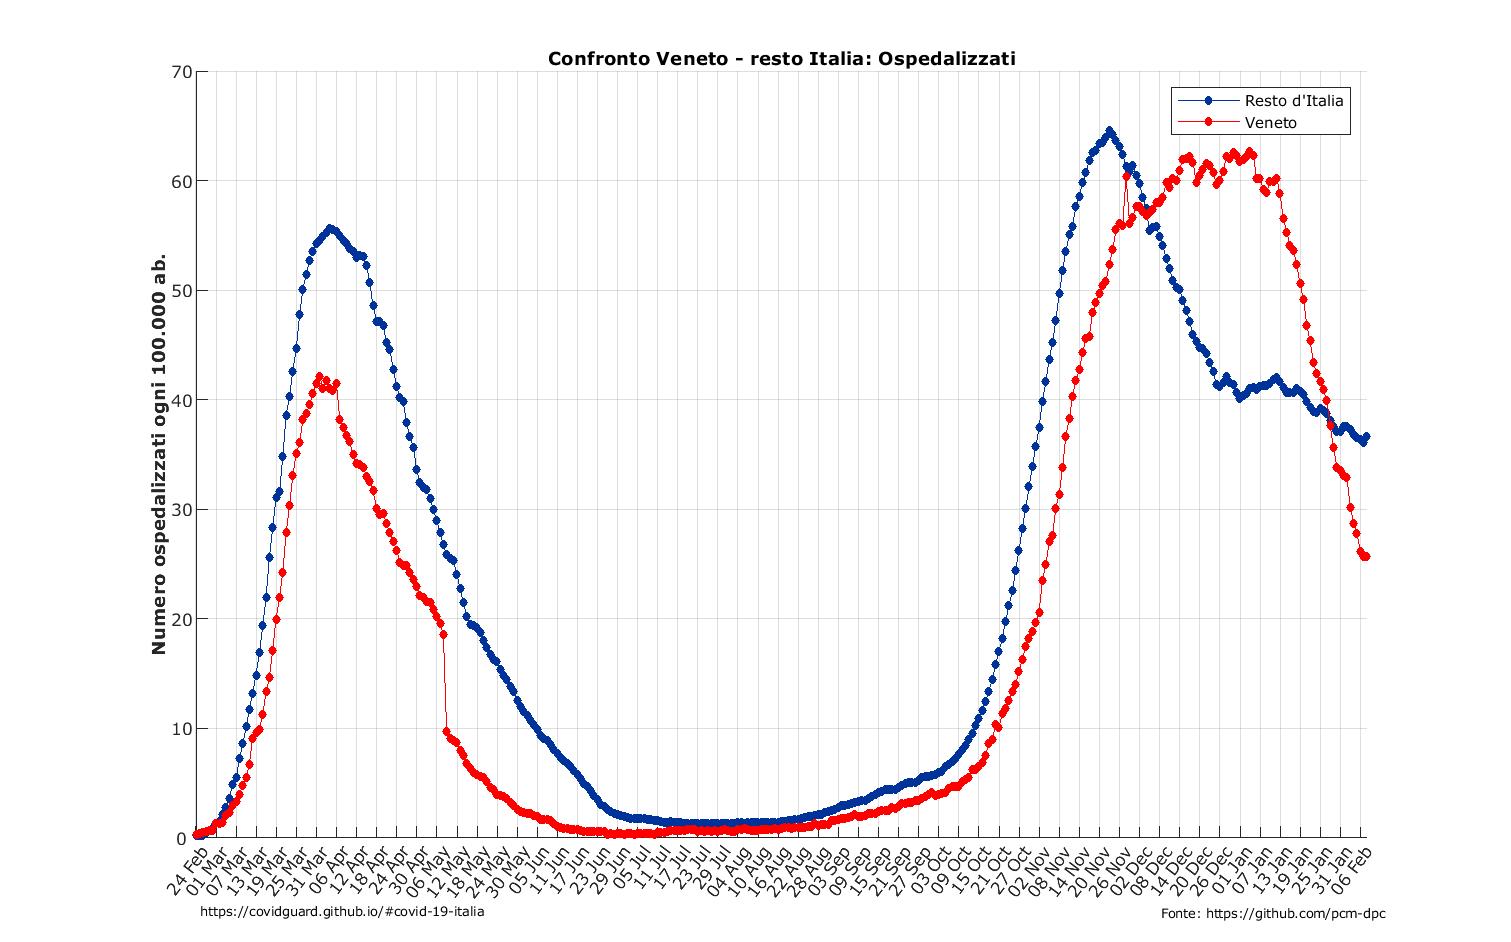 Confronto Veneto - resto Italia: Ospedalizzati
Resto d'Italia
Veneto
Numero ospedalizzati ogni 100.000 ab.
70
60
50
40
30
20
10
0
24 Feb
01 Mar
07 Mar
13 Mar
19 Mar
25 Mar
31 Mar
06 Apr
12 Apr
18 Apr
24 Apr
30 Apr
06 May
12 May
18 May
24 May
30 May
05 Jun
11 Jun
17 Jun
23 Jun
29 Jun
05 Jul
11 Jul
17 Jul
23 Jul
29 Jul
04 Aug
10 Aug
16 Aug
22 Aug
28 Aug
03 Sep
09 Sep
15 Sep
21 Sep
27 Sep
03 Oct
09 Oct
15 Oct
21 Oct
27 Oct
02 Nov
08 Nov
14 Nov
20 Nov
26 Nov
02 Dec
08 Dec
14 Dec
20 Dec
26 Dec
01 Jan
07 Jan
13 Jan
19 Jan
25 Jan
31 Jan
06 Feb
https://covidguard.github.io/#covid-19-italia
Fonte: https://github.com/pcm-dpc